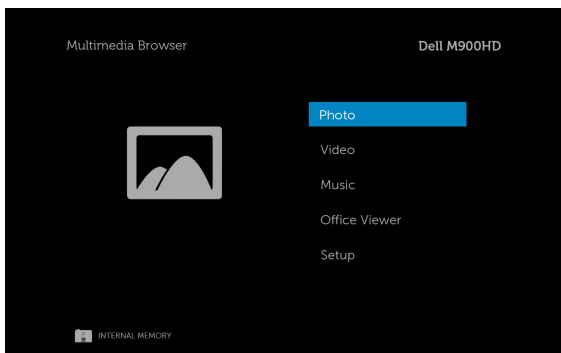 Multimedia Browser
Dell M900HD
Photo
Video
Music
Office Viewer
Setup
INTERNAL MEMORY